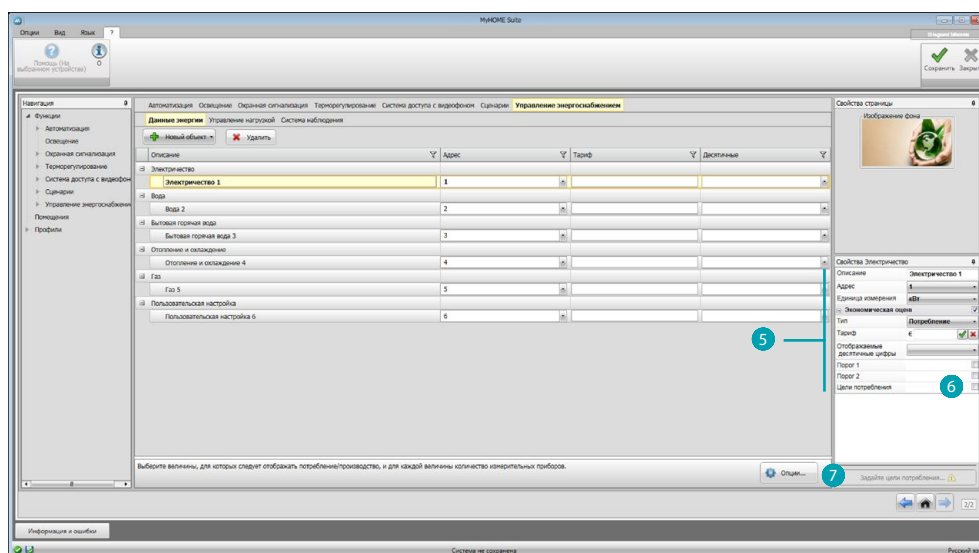 MyHOME Suite
Опции Вид Язык ?
Помощь (На выбранном устройстве)
О
Сохранить Закры
Навигация
Функции
Автоматизация
Освещение
Охранная сигнализация
Терморегулирование
Система доступа с видеофон
Сценарии
Управление энергоснабжени
Помещения
Профили
Автоматизация Освещение Охранная сигнализация Терморегулирование Система доступа с видеофоном Сценарии Управление энергоснабжением
Данные энергии Управление нагрузкой Система наблюдения
Новый объект Удалить
Описание Адрес Тариф Десятичные
Электричество
Электричество 1 1
Вода
Вода 2 2
Бытовая горячая вода
Бытовая горячая вода 3 3
Отопление и охлаждение
Отопление и охлаждение 4 4
Газ
Газ 5 5
Пользовательская настройка
Пользовательская настройка 6 6
Выберите величины, для которых следует отображать потребление/производство, и для каждой величины количество измерительных приборов.
Опции...
Свойства страницы
Изображение фона
Свойства Электричество
Описание Электричество 1
Адрес 1
Единица измерения кВт
Экономическая оцен
Тип Потребление
Тариф €
Отображаемые
десятичные цифры
Порог 1
Порог 2
Цели потребления
5
6
7
Задайте цели потребления...
2/2
Информация и ошибки
Система не сохранена